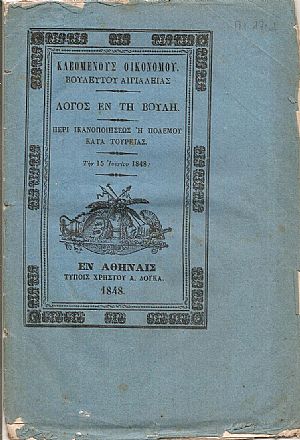 ΚΛΕΟΜΕΝΟΥΣ ΟΙΚΟΝΟΜΟΥ,
ΒΟΥΛΕΥΤΟΥ ΑΙΓΙΑΛΕΙΑΣ
ΛΟΓΟΣ ΕΝ ΤΗ ΒΟΥΛΗ.
ΠΕΡΙ ΙΚΑΝΟΠΟΙΗΣΕΩΣ Ἢ ΠΟΛΕΜΟΥ
ΚΑΤΑ ΤΟΥΡΚΙΑΣ.
Τὴν 15 Ἰουνίου 1848.
ΕΝ ΑΘΗΝΑΙΣ
ΤΥΠΟΙΣ ΧΡΗΣΤΟΥ Α. ΔΟΥΚΑ.
1848.